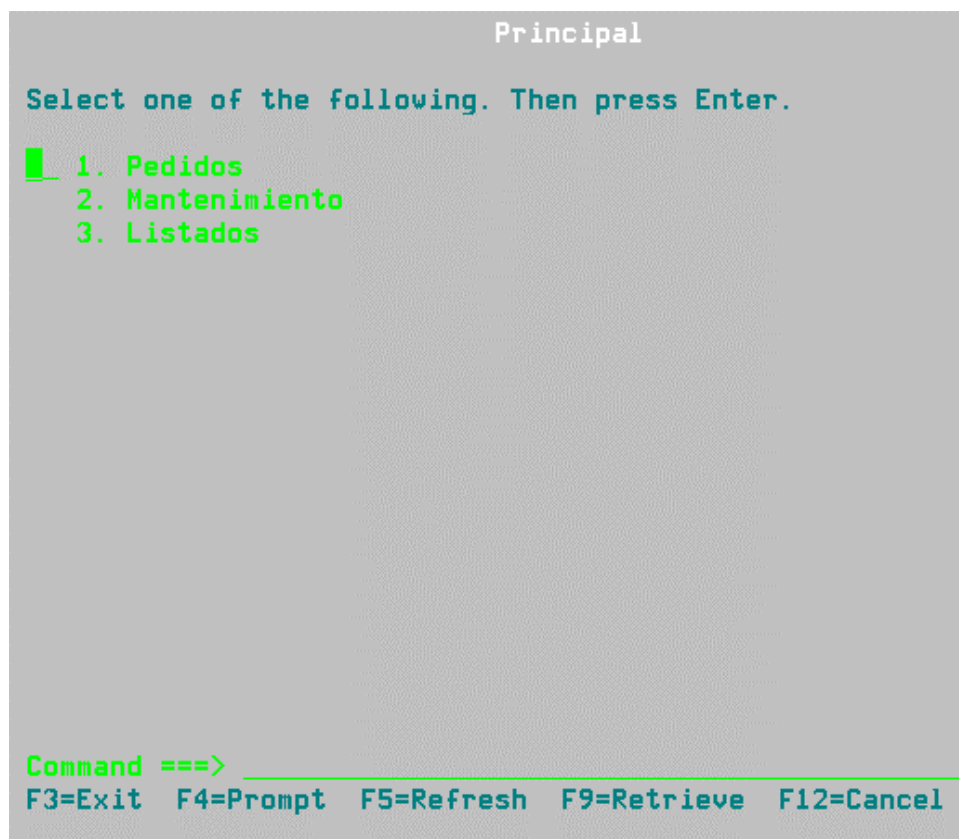 Principal
Select one of the following. Then press Enter.
_ 1. Pedidos
2. Mantenimiento
3. Listados
Command ===> ____________________________________________
F3=Exit F4=Prompt F5=Refresh F9=Retrieve F12=Cancel